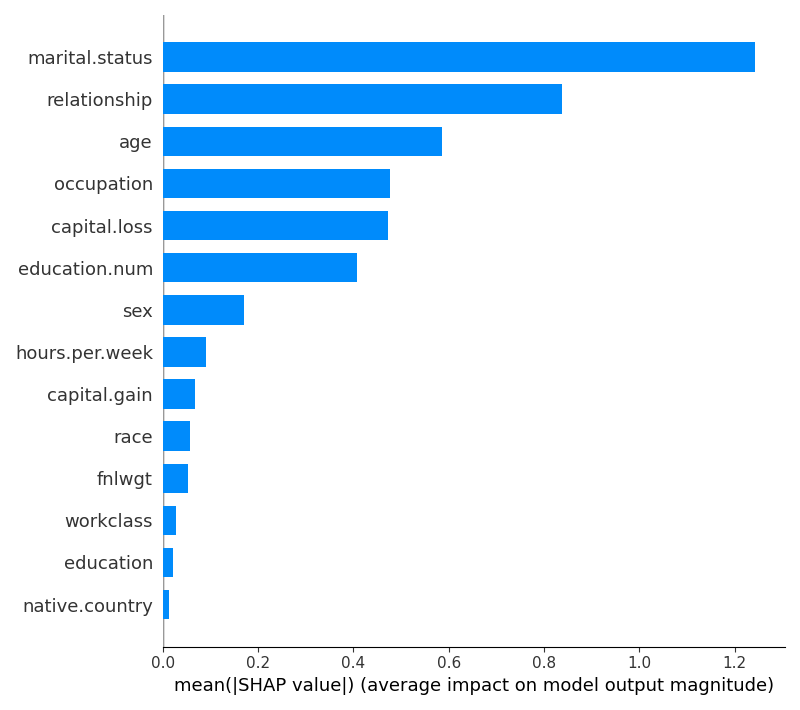 marital.status
relationship
age
occupation
capital.loss
education.num
sex
hours.per.week
capital.gain
race
fnlwgt
workclass
education
native.country
0.0 0.2 0.4 0.6 0.8 1.0 1.2
mean(|SHAP value|) (average impact on model output magnitude)